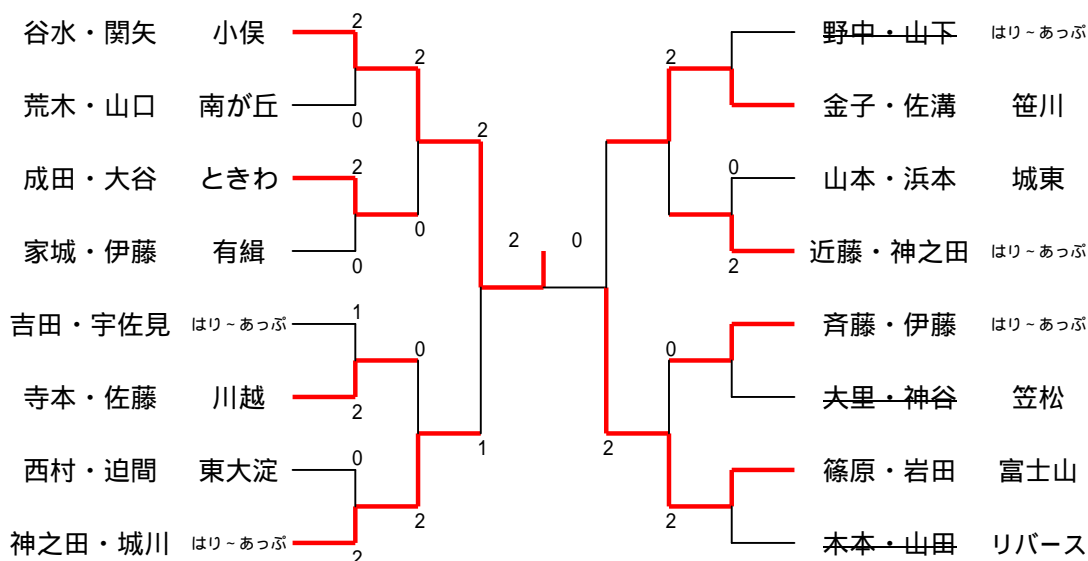 谷水・関矢 小俣 2
2
荒木・山口 南が丘 0
2
成田・大谷 ときわ 2
0
家城・伊藤 有緝 0
2 0
吉田・宇佐見 はり~あっぷ 1
0
寺本・佐藤 川越 2
1
西村・迫間 東大淀 0
2
神之田・城川 はり~あっぷ 2
野中・山下 はり~あっぷ
2
金子・佐溝 笹川
0
山本・浜本 城東
近藤・神之田 はり~あっぷ
2
斉藤・伊藤 はり~あっぷ
0
大里・神谷 笠松
2
篠原・岩田 富士山
2
木本・山田 リバース